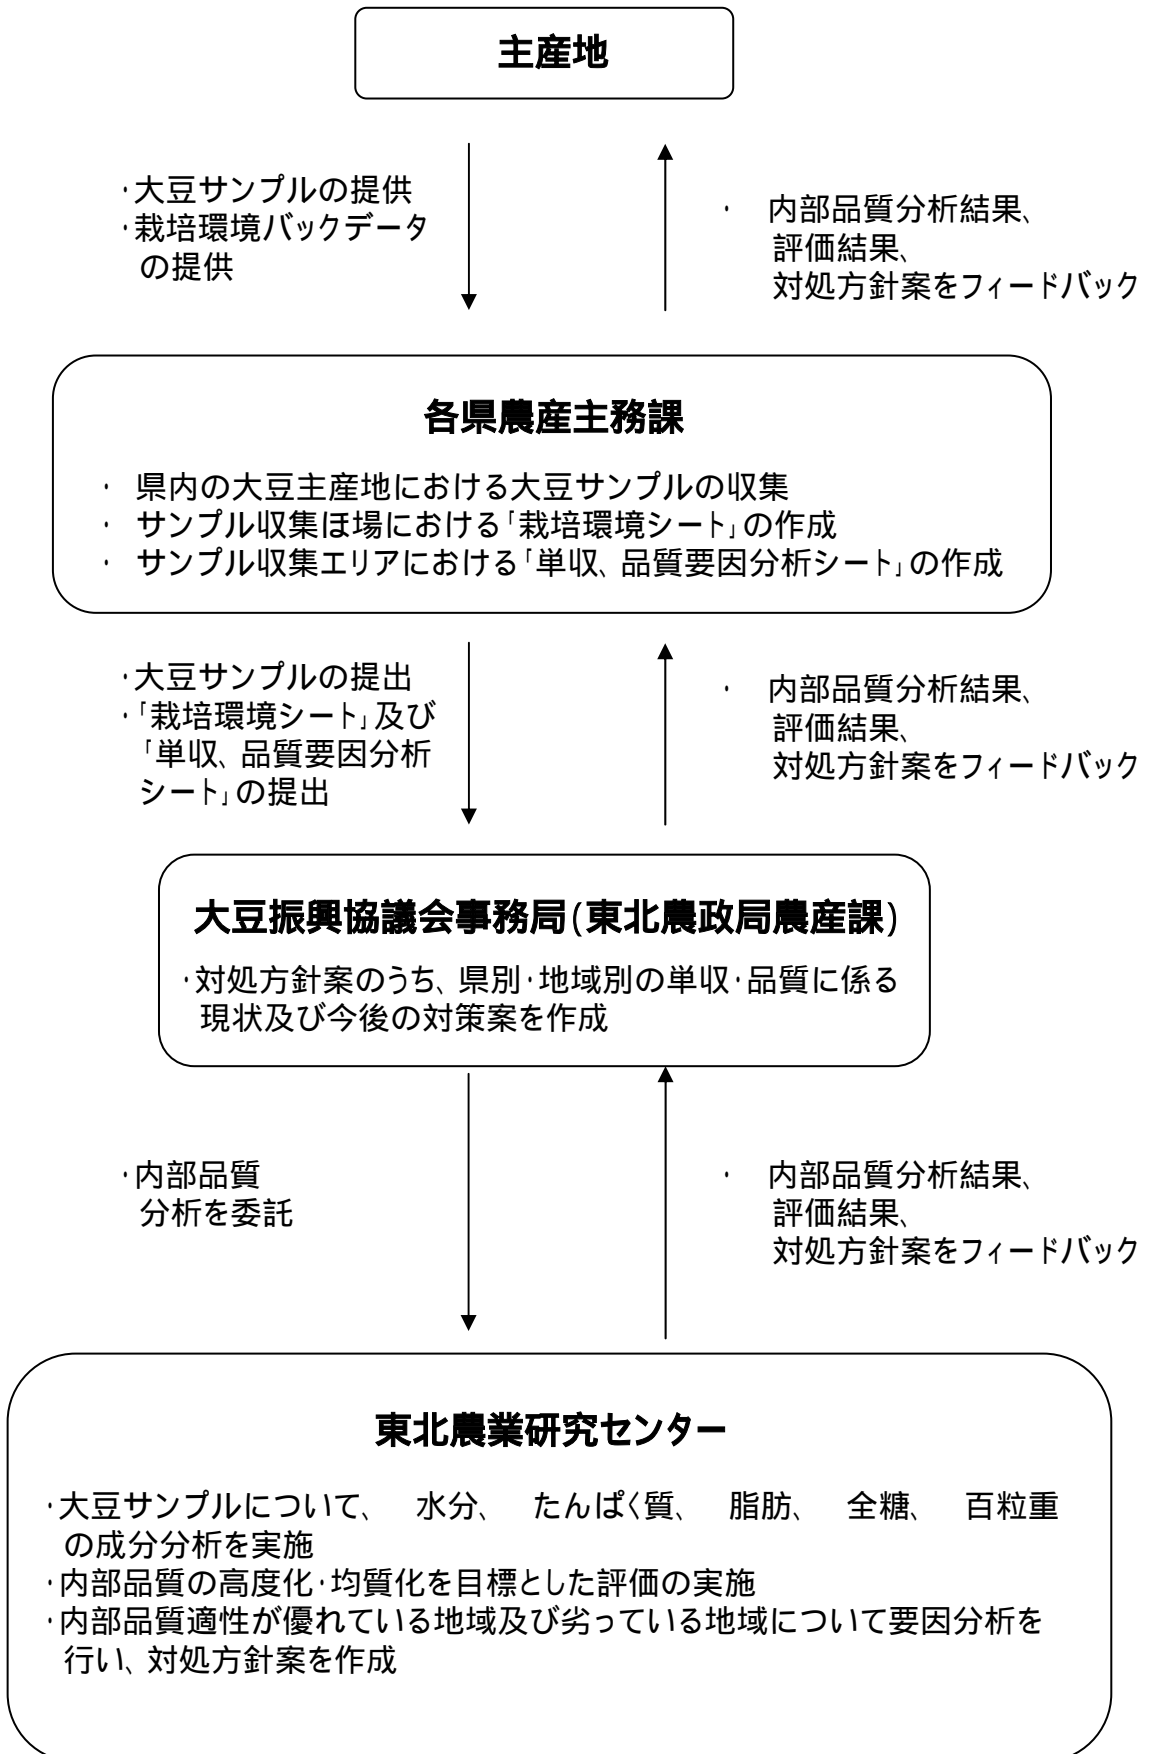 主産地
・大豆サンプルの提供
・栽培環境バックデータ
の提供
・　内部品質分析結果、
評価結果、
対処方針案をフィードバック
各県農産主務課
・　県内の大豆主産地における大豆サンプルの収集
・　サンプル収集ほ場における「栽培環境シート」の作成
・　サンプル収集エリアにおける「単収、品質要因分析シート」の作成
・大豆サンプルの提出
・「栽培環境シート」及び
「単収、品質要因分析
シート」の提出
・　内部品質分析結果、
評価結果、
対処方針案をフィードバック
大豆振興協議会事務局(東北農政局農産課)
・対処方針案のうち、県別・地域別の単収・品質に係る
現状及び今後の対策案を作成
・内部品質
分析を委託
・　内部品質分析結果、
評価結果、
対処方針案をフィードバック
東北農業研究センター
・大豆サンプルについて、　水分、　たんぱく質、　脂肪、　全糖、　百粒重
の成分分析を実施
・内部品質の高度化・均質化を目標とした評価の実施
・内部品質適性が優れている地域及び劣っている地域について要因分析を
行い、対処方針案を作成